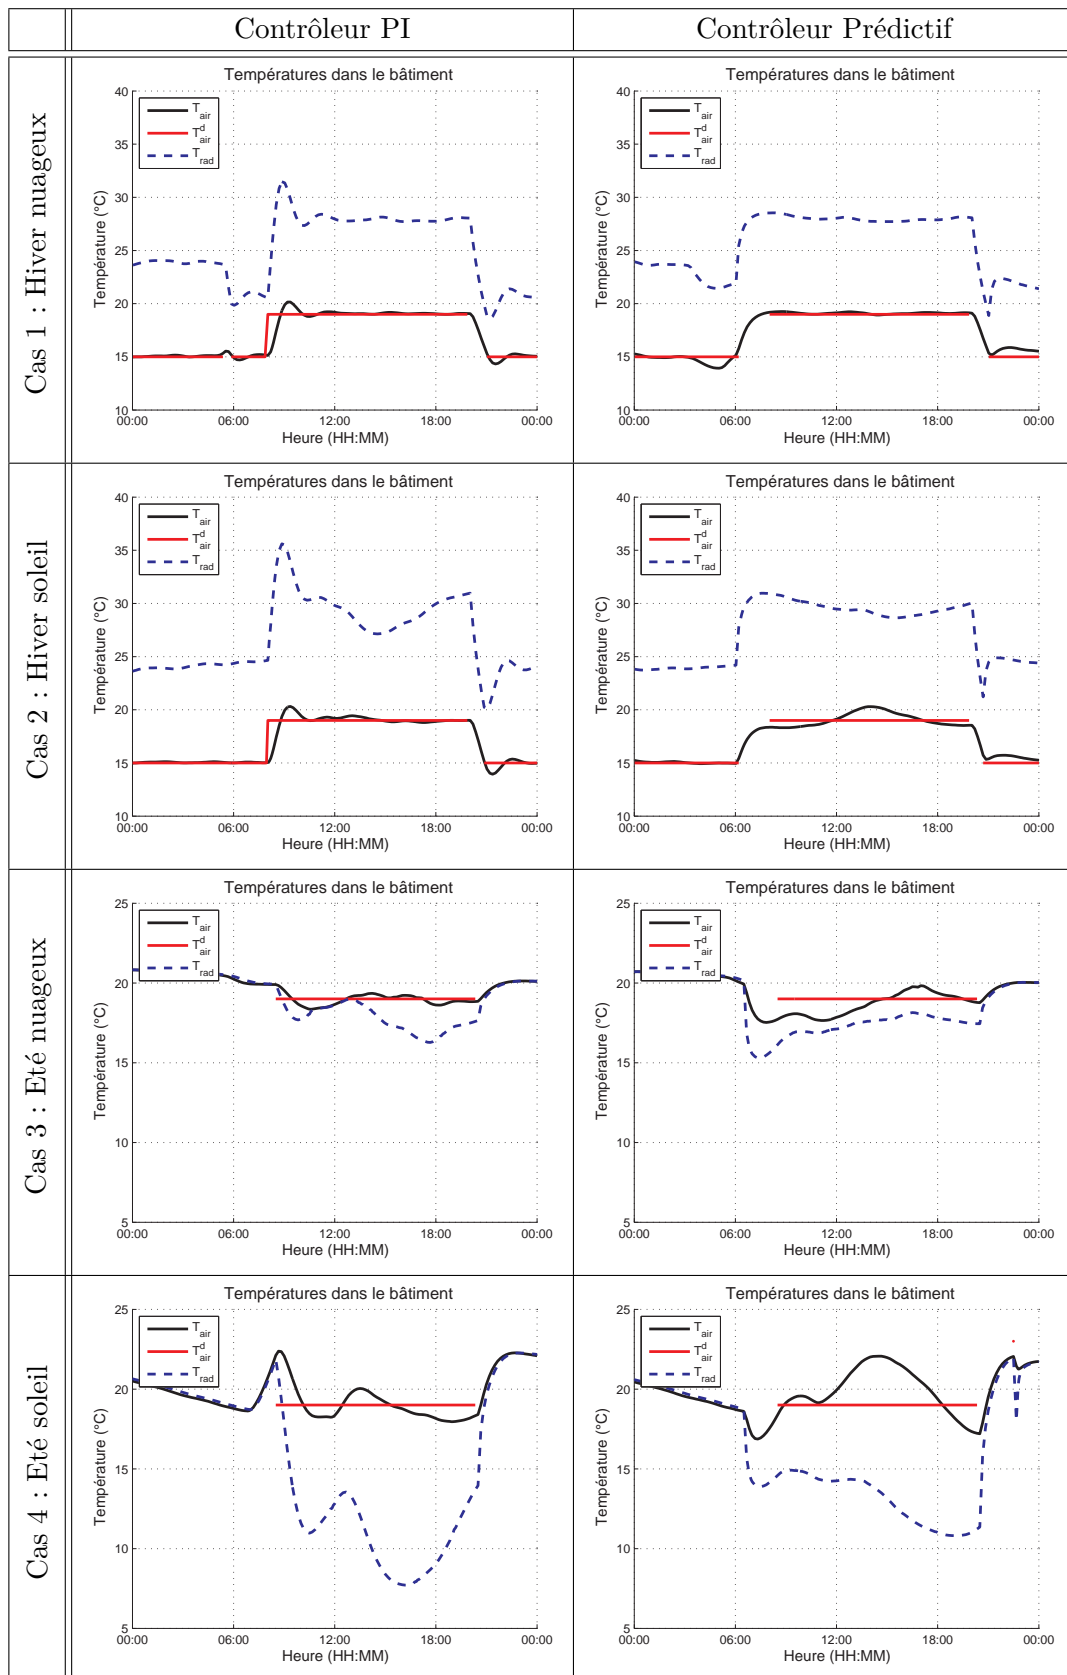 Contrôleur PI
Contrôleur Prédictif
Cas 1 : Hiver nuageux
Températures dans le bâtiment
T_air
T^d_air
T_rad
Température (°C)
40
35
30
25
20
15
10
00:00 06:00 12:00 18:00 00:00
Heure (HH:MM)
Températures dans le bâtiment
T_air
T^d_air
T_rad
Température (°C)
40
35
30
25
20
15
10
00:00 06:00 12:00 18:00 00:00
Heure (HH:MM)
Cas 2 : Hiver soleil
Températures dans le bâtiment
T_air
T^d_air
T_rad
Température (°C)
40
35
30
25
20
15
10
00:00 06:00 12:00 18:00 00:00
Heure (HH:MM)
Températures dans le bâtiment
T_air
T^d_air
T_rad
Température (°C)
40
35
30
25
20
15
10
00:00 06:00 12:00 18:00 00:00
Heure (HH:MM)
Cas 3 : Eté nuageux
Températures dans le bâtiment
T_air
T^d_air
T_rad
Température (°C)
25
20
15
10
5
00:00 06:00 12:00 18:00 00:00
Heure (HH:MM)
Températures dans le bâtiment
T_air
T^d_air
T_rad
Température (°C)
25
20
15
10
5
00:00 06:00 12:00 18:00 00:00
Heure (HH:MM)
Cas 4 : Eté soleil
Températures dans le bâtiment
T_air
T^d_air
T_rad
Température (°C)
25
20
15
10
5
00:00 06:00 12:00 18:00 00:00
Heure (HH:MM)
Températures dans le bâtiment
T_air
T^d_air
T_rad
Température (°C)
25
20
15
10
5
00:00 06:00 12:00 18:00 00:00
Heure (HH:MM)